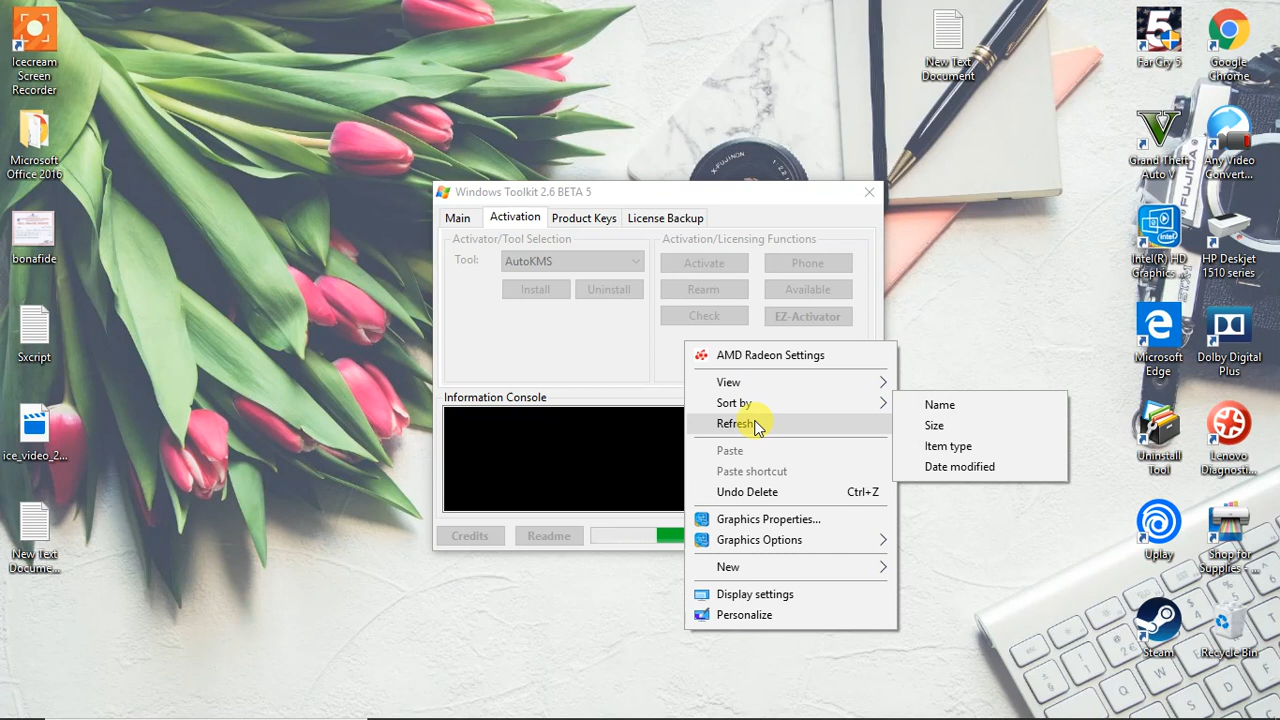 Icecream
Screen
Recorder
Microsoft
Office 2016
bonafide
Sxcript
ice_video_2...
New Text
Docume...
New Text
Document
Far Cry 5
Google
Chrome
Grand Theft
Auto V
Any Video
Convert...
Intel(R) HD
Graphics ...
HP Deskjet
1510 series
Microsoft
Edge
Dolby Digital
Plus
Uninstall
Tool
Lenovo
Diagnosti...
Uplay
Shop for
Supplies - ...
Steam
Recycle Bin
X-FUJINON
FUJICA
Windows Toolkit 2.6 BETA 5
Main
Activation
Product Keys
License Backup
Activator/Tool Selection
Tool:
AutoKMS
Install
Uninstall
Activation/Licensing Functions
Activate
Phone
Rearm
Available
Check
EZ-Activator
Information Console
Credits
Readme
AMD Radeon Settings
View
Sort by
Refresh
Paste
Paste shortcut
Undo Delete Ctrl+Z
Graphics Properties...
Graphics Options
New
Display settings
Personalize
Name
Size
Item type
Date modified